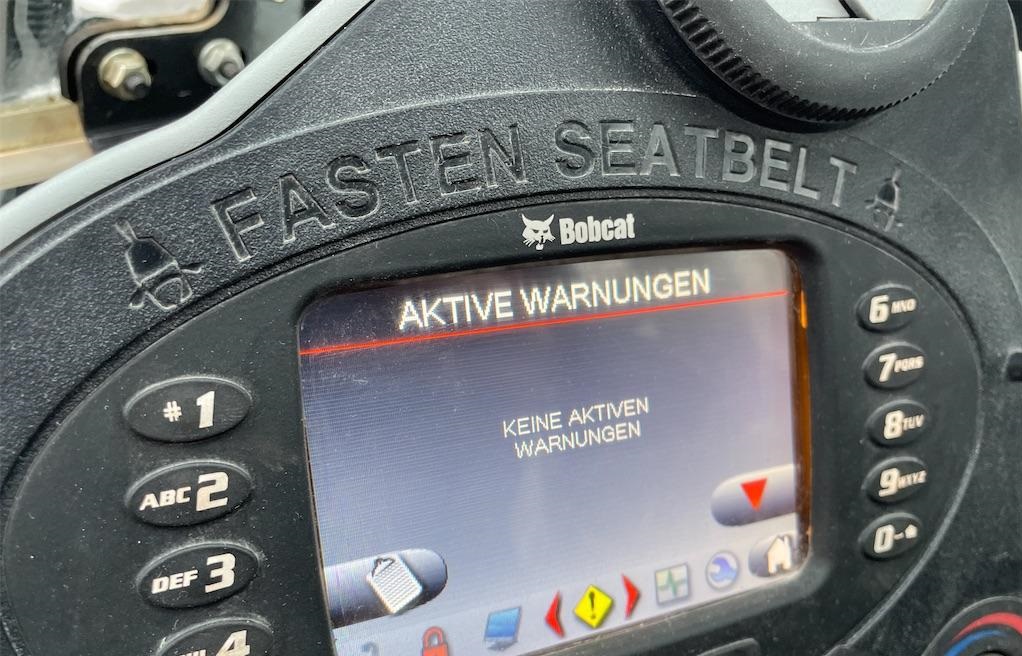 FASTEN SEATBELT
Bobcat
AKTIVE WARNUNGEN
KEINE AKTIVEN
WARNUNGEN
# 1
ABC 2
DEF 3
4
6 MNO
7 PQRS
8 TUV
9 WXYZ
0